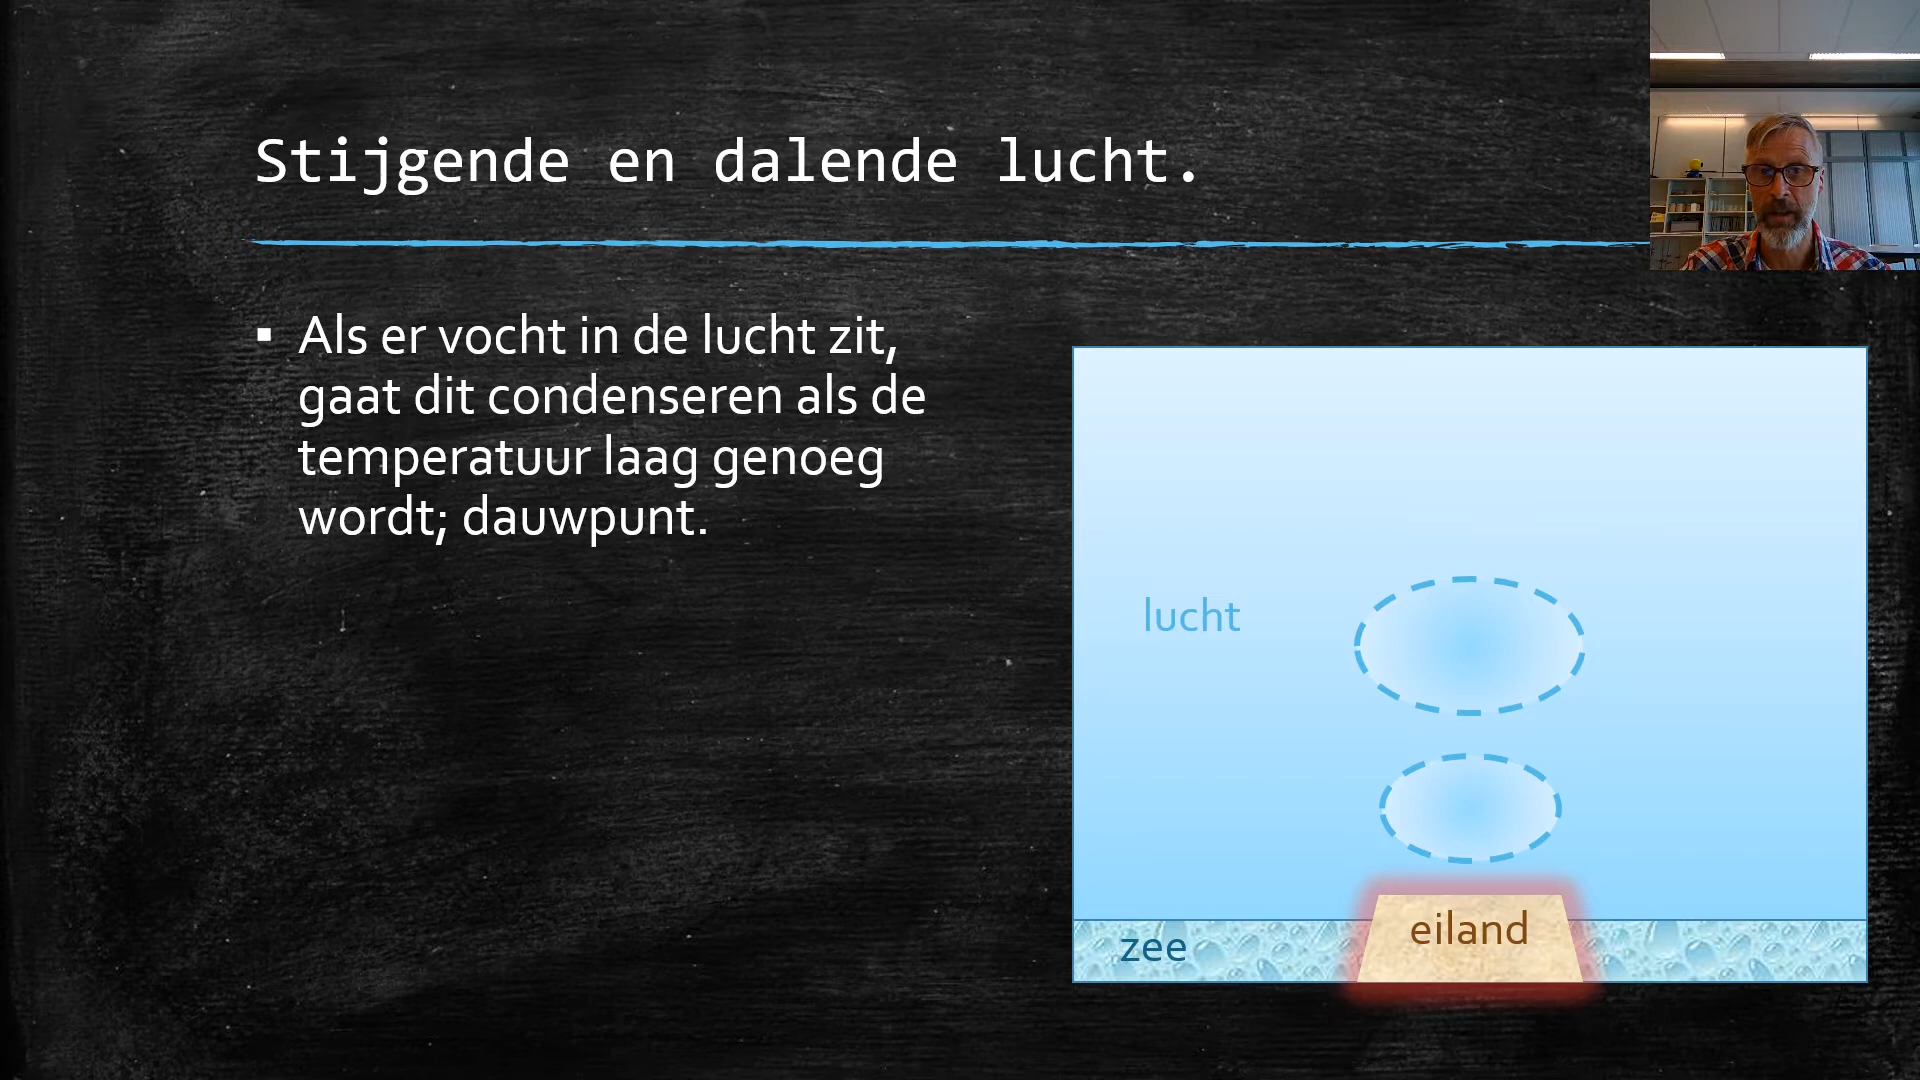 Stijgende en dalende lucht.
▪ Als er vocht in de lucht zit,
gaat dit condenseren als de
temperatuur laag genoeg
wordt; dauwpunt.
lucht
eiland
zee